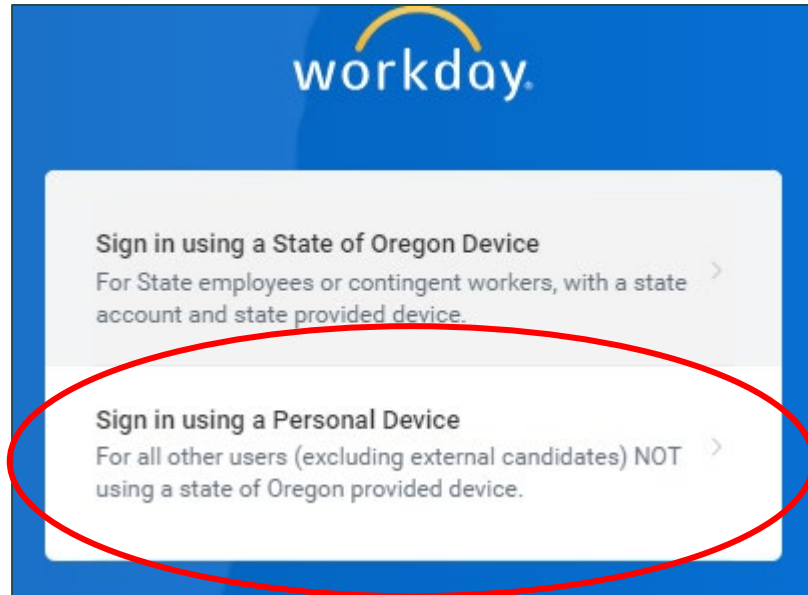 workday.
Sign in using a State of Oregon Device
For State employees or contingent workers, with a state
account and state provided device.
Sign in using a Personal Device
For all other users (excluding external candidates) NOT
using a state of Oregon provided device.